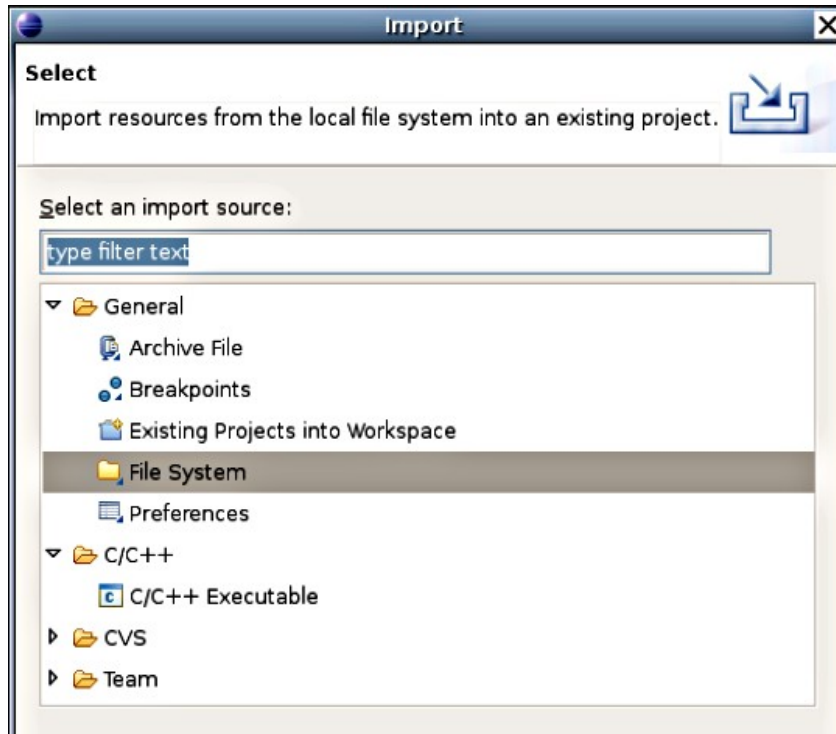 Import
Select
Import resources from the local file system into an existing project.
Select an import source:
type filter text
General
Archive File
Breakpoints
Existing Projects into Workspace
File System
Preferences
C/C++
C/C++ Executable
CVS
Team